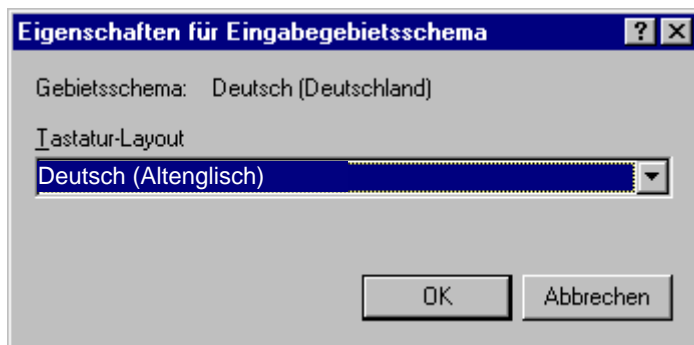 Eigenschaften für Eingabegebietsschema
Gebietsschema: Deutsch (Deutschland)
Tastatur-Layout
Deutsch (Altenglisch)
OK Abbrechen